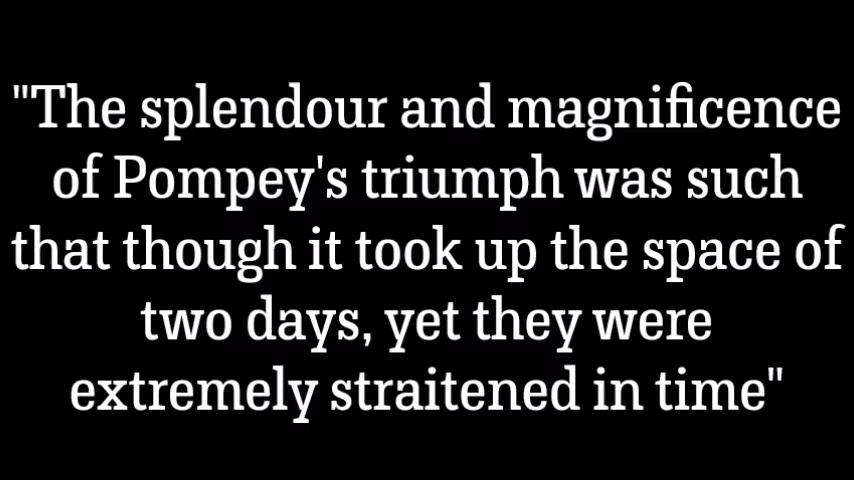 "The splendour and magnificence
of Pompey's triumph was such
that though it took up the space of
two days, yet they were
extremely straitened in time"